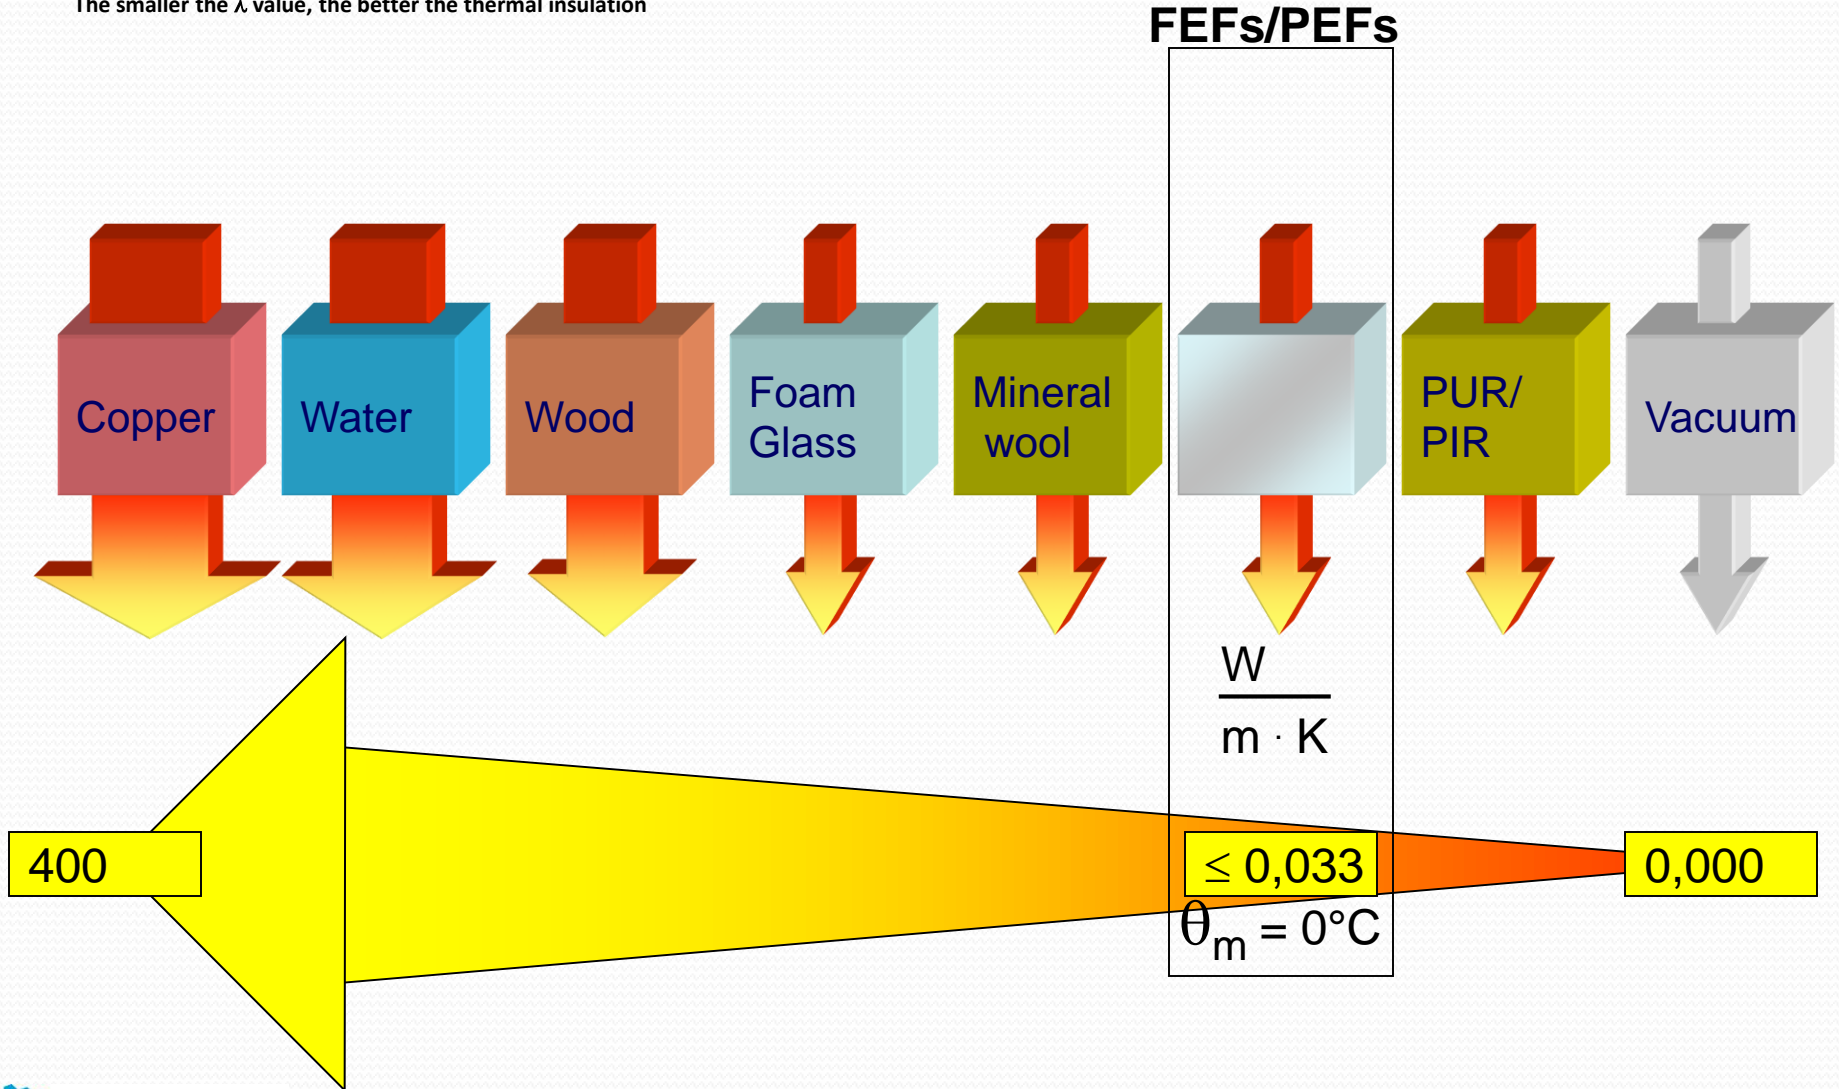 The smaller the λ value, the better the thermal insulation
FEFs/PEFs
Copper
Water
Wood
Foam
Glass
Mineral
wool
PUR/
PIR
Vacuum
W
m · K
400
≤ 0,033
0,000
θm = 0°C